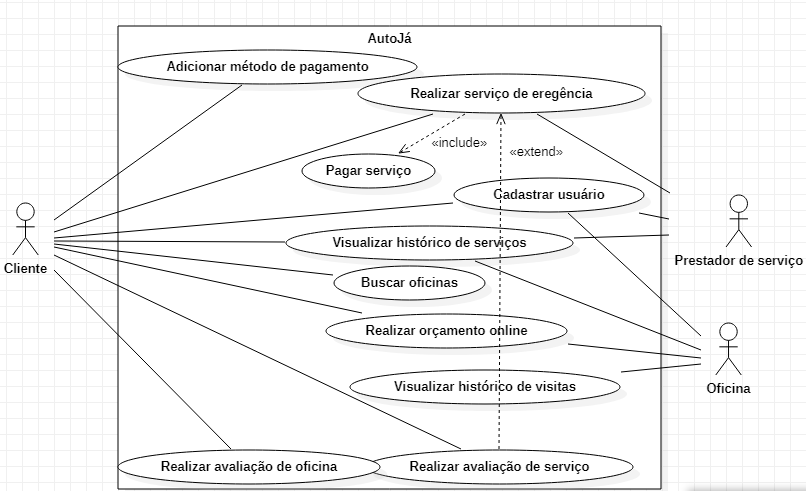 AutoJá
Adicionar método de pagamento
Realizar serviço de eregência
«include»
«extend»
Pagar serviço
Cadastrar usuário
Visualizar histórico de serviços
Cliente
Prestador de serviço
Buscar oficinas
Realizar orçamento online
Visualizar histórico de visitas
Oficina
Realizar avaliação de oficina
Realizar avaliação de serviço